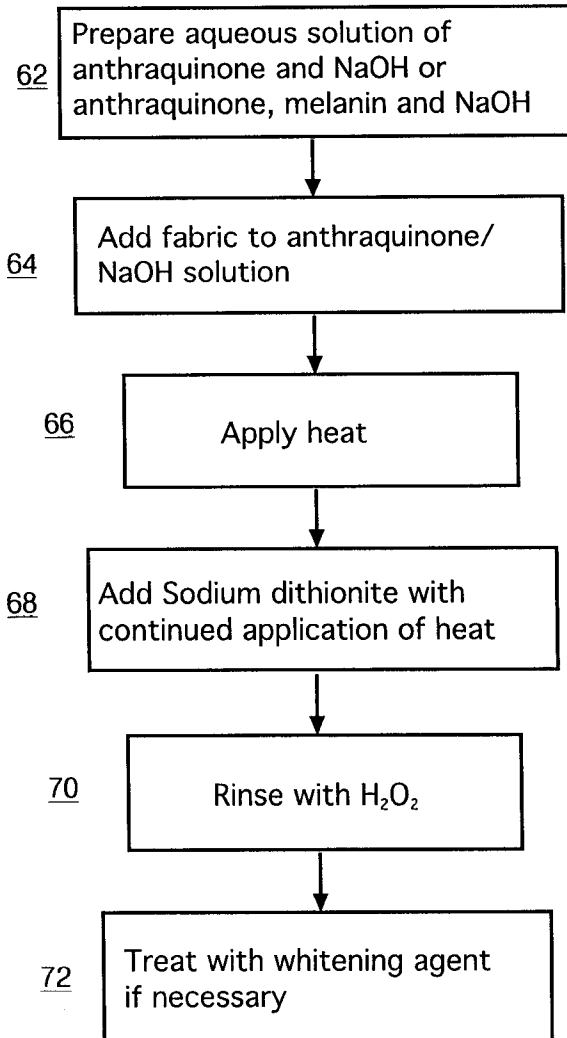 Prepare aqueous solution of
62 anthraquinone and NaOH or
anthraquinone, melanin and NaOH
Add fabric to anthraquinone/
64 NaOH solution
66 Apply heat
Add Sodium dithionite with
68 continued application of heat
70 Rinse with H₂O₂
Treat with whitening agent
72 if necessary